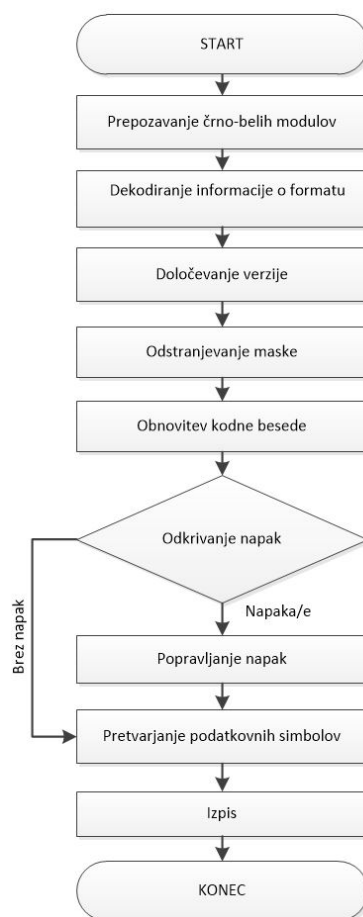 START
Prepozavanje črno-belih modulov
Dekodiranje informacije o formatu
Določevanje verzije
Odstranjevanje maske
Obnovitev kodne besede
Odkrivanje napak
Napaka/e
Brez napak
Popravljanje napak
Pretvarjanje podatkovnih simbolov
Izpis
KONEC